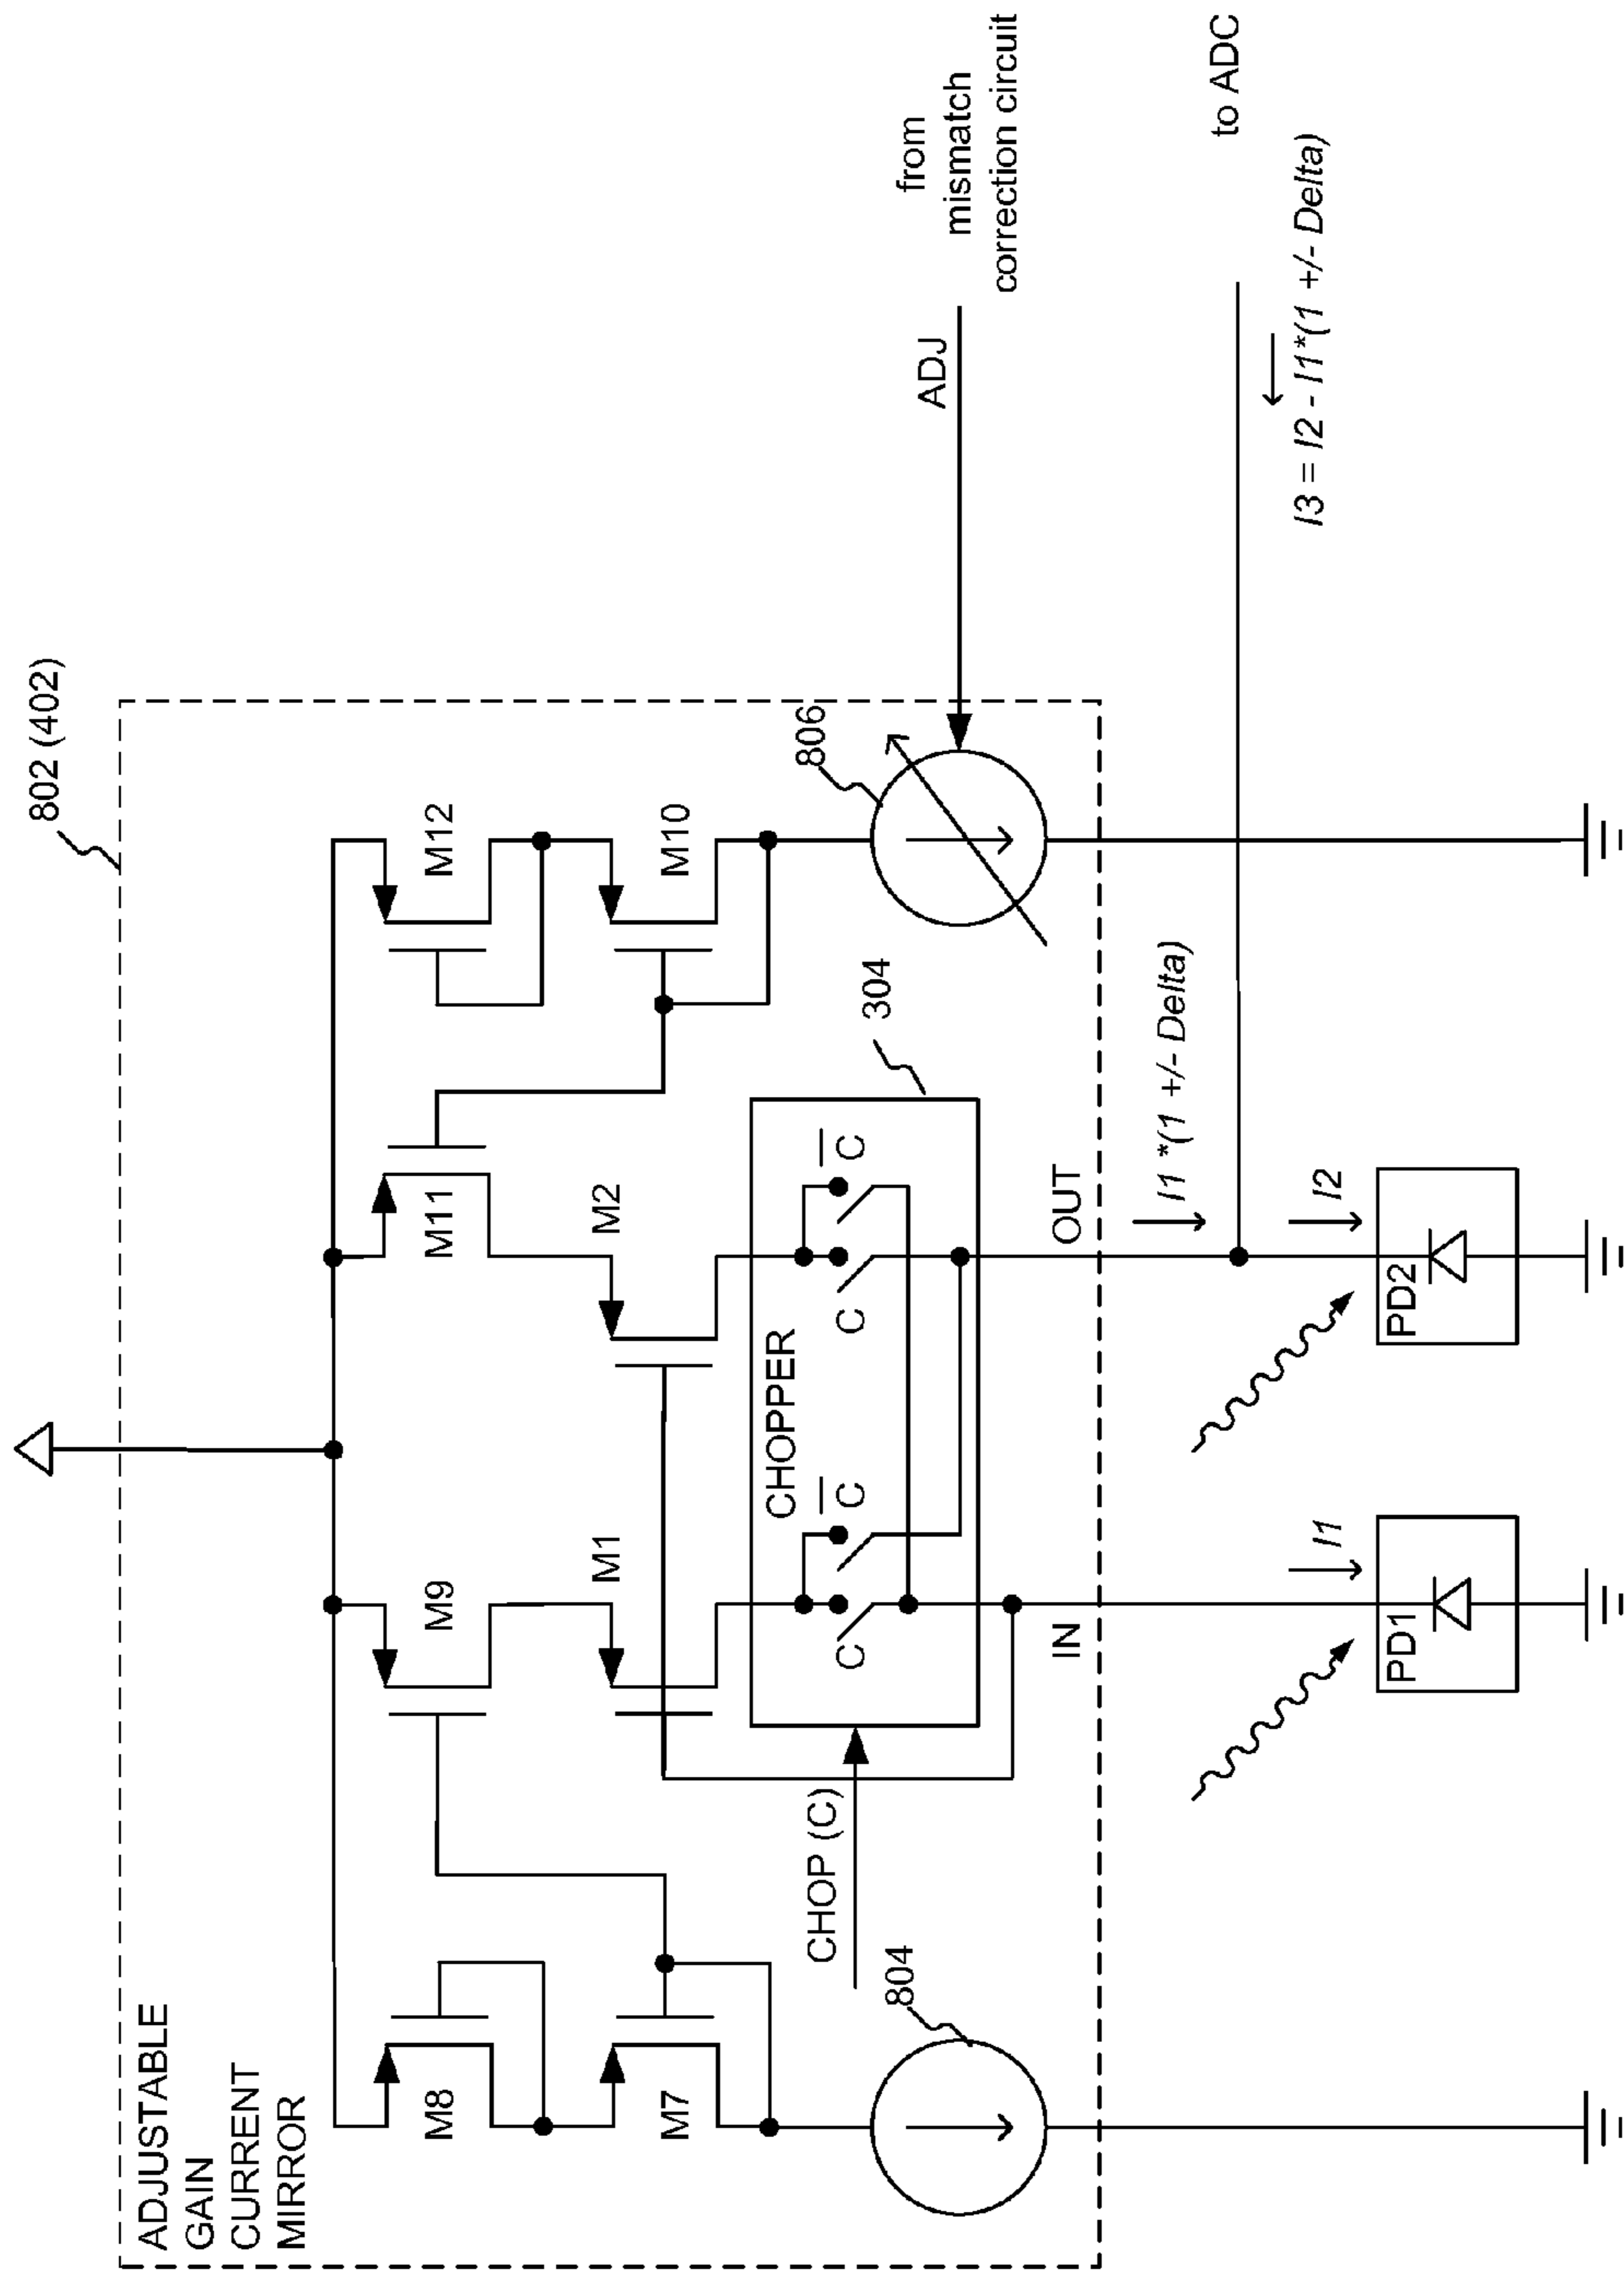 802 (402)
ADJUSTABLE
GAIN
CURRENT
MIRROR
M8
M9
M11
M12
M7
M1
M2
M10
CHOPPER
304
806
804
CHOP (C)
C
C
C
C
IN
OUT
ADJ
from
mismatch
correction circuit
I1 *(1 +/- Delta)
to ADC
I3 = I2 - I1*(1 +/- Delta)
I1
I2
PD1
PD2